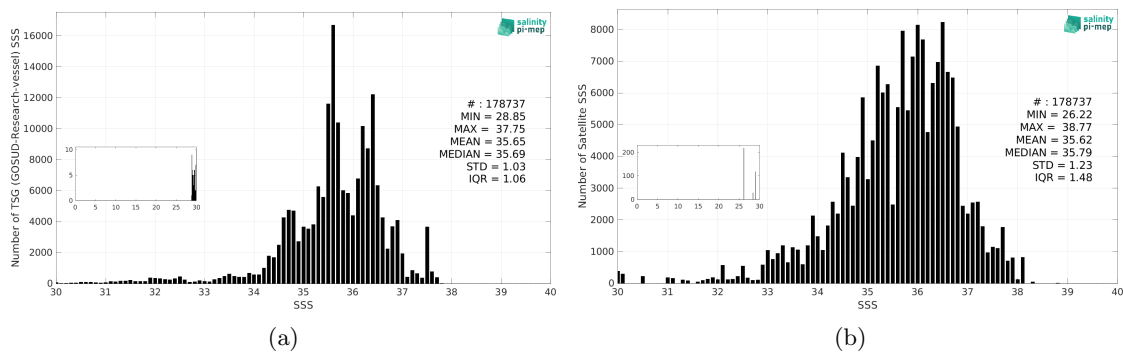 salinity
pi-mep
Number of TSG (GOSUD-Research-vessel) SSS
16000
14000
12000
10000
8000
6000
4000
2000
0
# : 178737
MIN = 28.85
MAX = 37.75
MEAN = 35.65
MEDIAN = 35.69
STD = 1.03
IQR = 1.06
10
5
0
0 5 10 15 20 25 30
30 31 32 33 34 35 36 37 38 39 40
SSS
(a)
salinity
pi-mep
Number of Satellite SSS
8000
7000
6000
5000
4000
3000
2000
1000
0
# : 178737
MIN = 26.22
MAX = 38.77
MEAN = 35.62
MEDIAN = 35.79
STD = 1.23
IQR = 1.48
200
100
0
0 5 10 15 20 25 30
30 31 32 33 34 35 36 37 38 39 40
SSS
(b)